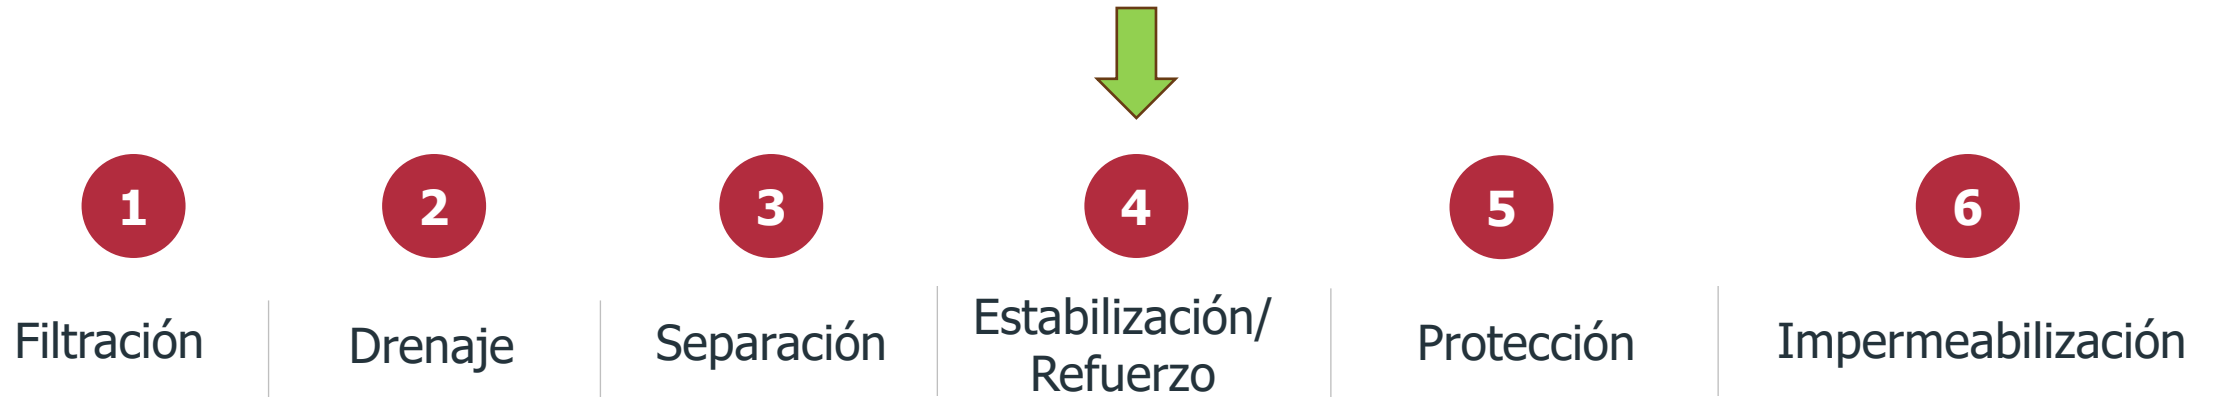 1
2
3
4
5
6
Filtración
Drenaje
Separación
Estabilización/
Refuerzo
Protección
Impermeabilización